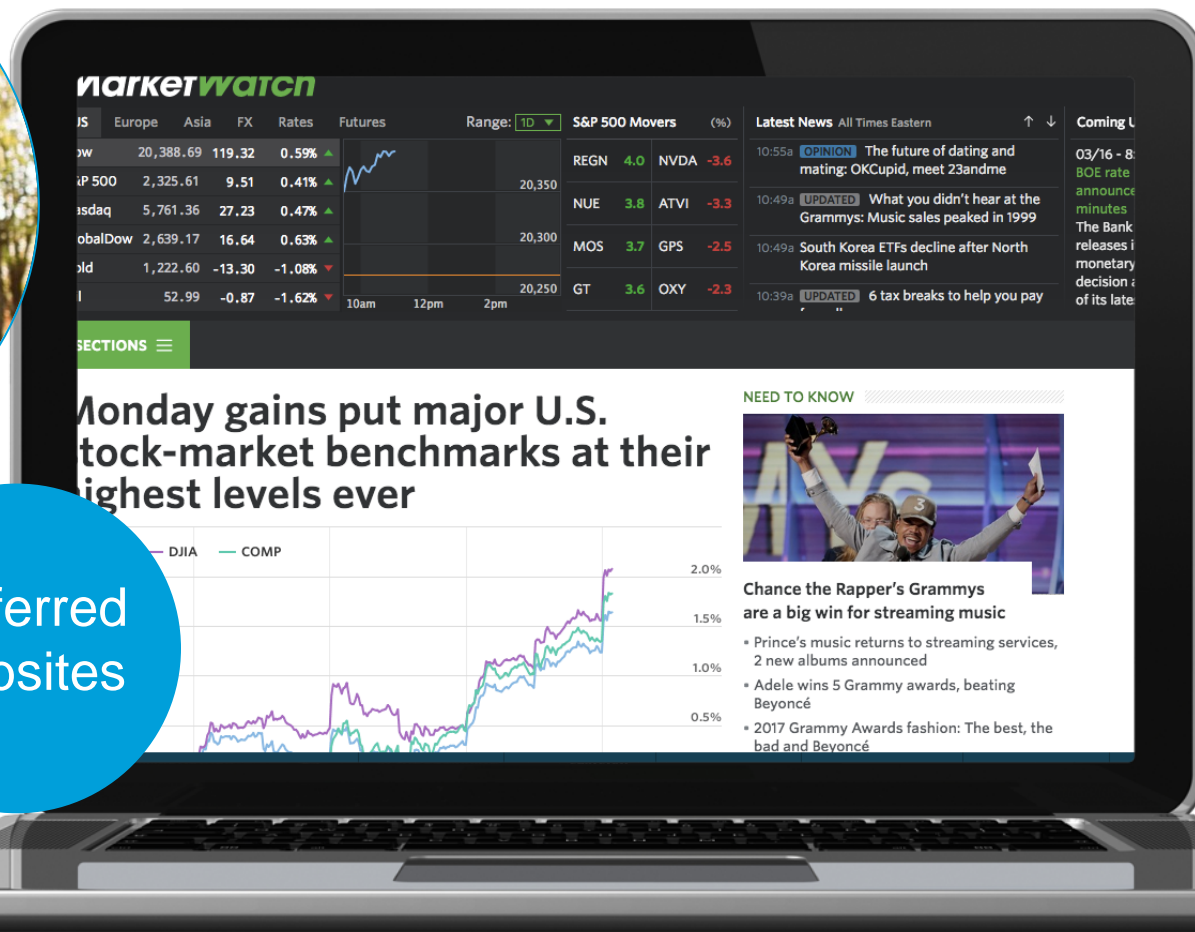 MarketWatch
US Europe Asia FX Rates Futures Range: 1D
Dow 20,388.69 119.32 0.59%
S&P 500 2,325.61 9.51 0.41%
Nasdaq 5,761.36 27.23 0.47%
GlobalDow 2,639.17 16.64 0.63%
Gold 1,222.60 -13.30 -1.08%
52.99 -0.87 -1.62%
20,350
20,300
20,250
10am 12pm 2pm
S&P 500 Movers (%)
REGN 4.0 NVDA -3.6
NUE 3.8 ATVI -3.3
MOS 3.7 GPS -2.5
GT 3.6 OXY -2.3
Latest News All Times Eastern ↑ ↓
10:55a OPINION The future of dating and
mating: OKCupid, meet 23andme
10:49a UPDATED What you didn't hear at the
Grammys: Music sales peaked in 1999
10:49a South Korea ETFs decline after North
Korea missile launch
10:39a UPDATED 6 tax breaks to help you pay
Coming
03/16 - 8:
BOE rate
announce
minutes
The Bank
releases
monetary
decision
of its late
SECTIONS
Monday gains put major U.S.
stock-market benchmarks at their
highest levels ever
DJIA COMP
2.0%
1.5%
1.0%
0.5%
NEED TO KNOW
3
Chance the Rapper's Grammys
are a big win for streaming music
▪ Prince's music returns to streaming services,
2 new albums announced
▪ Adele wins 5 Grammy awards, beating
Beyoncé
▪ 2017 Grammy Awards fashion: The best, the
bad and Beyoncé
ferred
osites